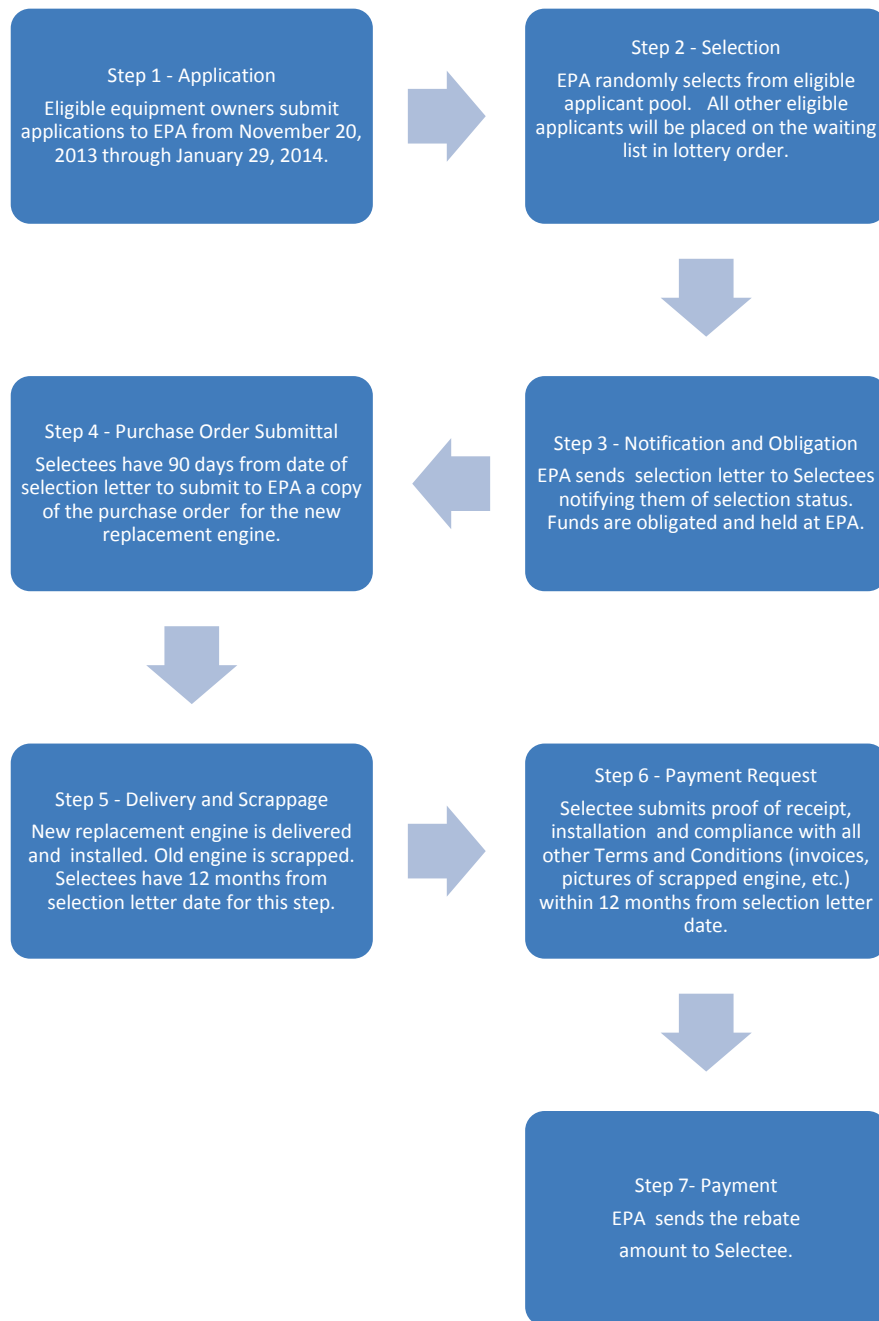 Step 1 - Application
Eligible equipment owners submit
applications to EPA from November 20,
2013 through January 29, 2014.
Step 2 - Selection
EPA randomly selects from eligible
applicant pool. All other eligible
applicants will be placed on the waiting
list in lottery order.
Step 3 - Notification and Obligation
EPA sends selection letter to Selectees
notifying them of selection status.
Funds are obligated and held at EPA.
Step 4 - Purchase Order Submittal
Selectees have 90 days from date of
selection letter to submit to EPA a copy
of the purchase order for the new
replacement engine.
Step 5 - Delivery and Scrappage
New replacement engine is delivered
and installed. Old engine is scrapped.
Selectees have 12 months from
selection letter date for this step.
Step 6 - Payment Request
Selectee submits proof of receipt,
installation and compliance with all
other Terms and Conditions (invoices,
pictures of scrapped engine, etc.)
within 12 months from selection letter
date.
Step 7- Payment
EPA sends the rebate
amount to Selectee.